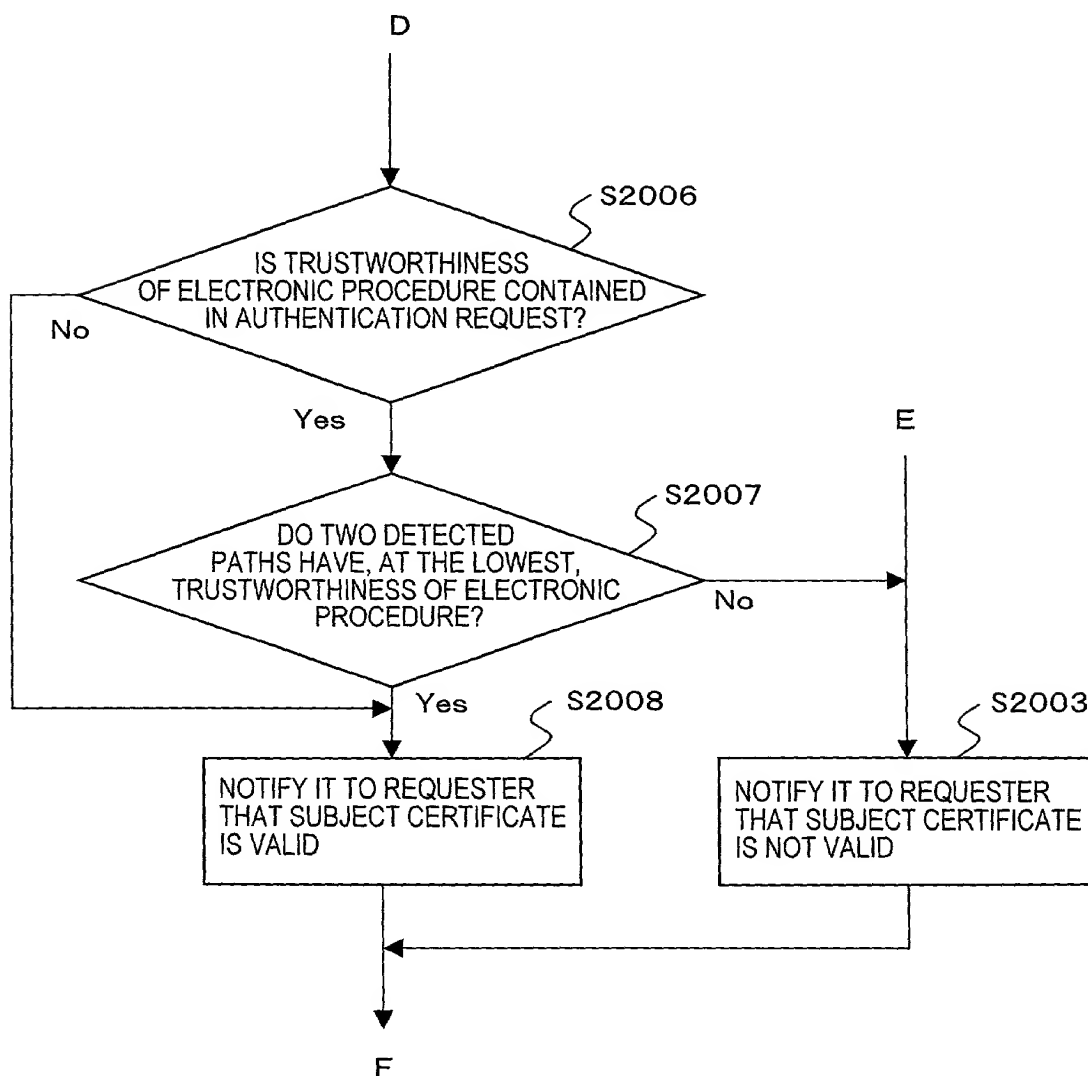 D
S2006
IS TRUSTWORTHINESS
OF ELECTRONIC PROCEDURE CONTAINED
IN AUTHENTICATION REQUEST?
No
Yes
E
S2007
DO TWO DETECTED
PATHS HAVE, AT THE LOWEST,
TRUSTWORTHINESS OF ELECTRONIC
PROCEDURE?
No
Yes
S2008
S2003
NOTIFY IT TO REQUESTER
THAT SUBJECT CERTIFICATE
IS VALID
NOTIFY IT TO REQUESTER
THAT SUBJECT CERTIFICATE
IS NOT VALID
F